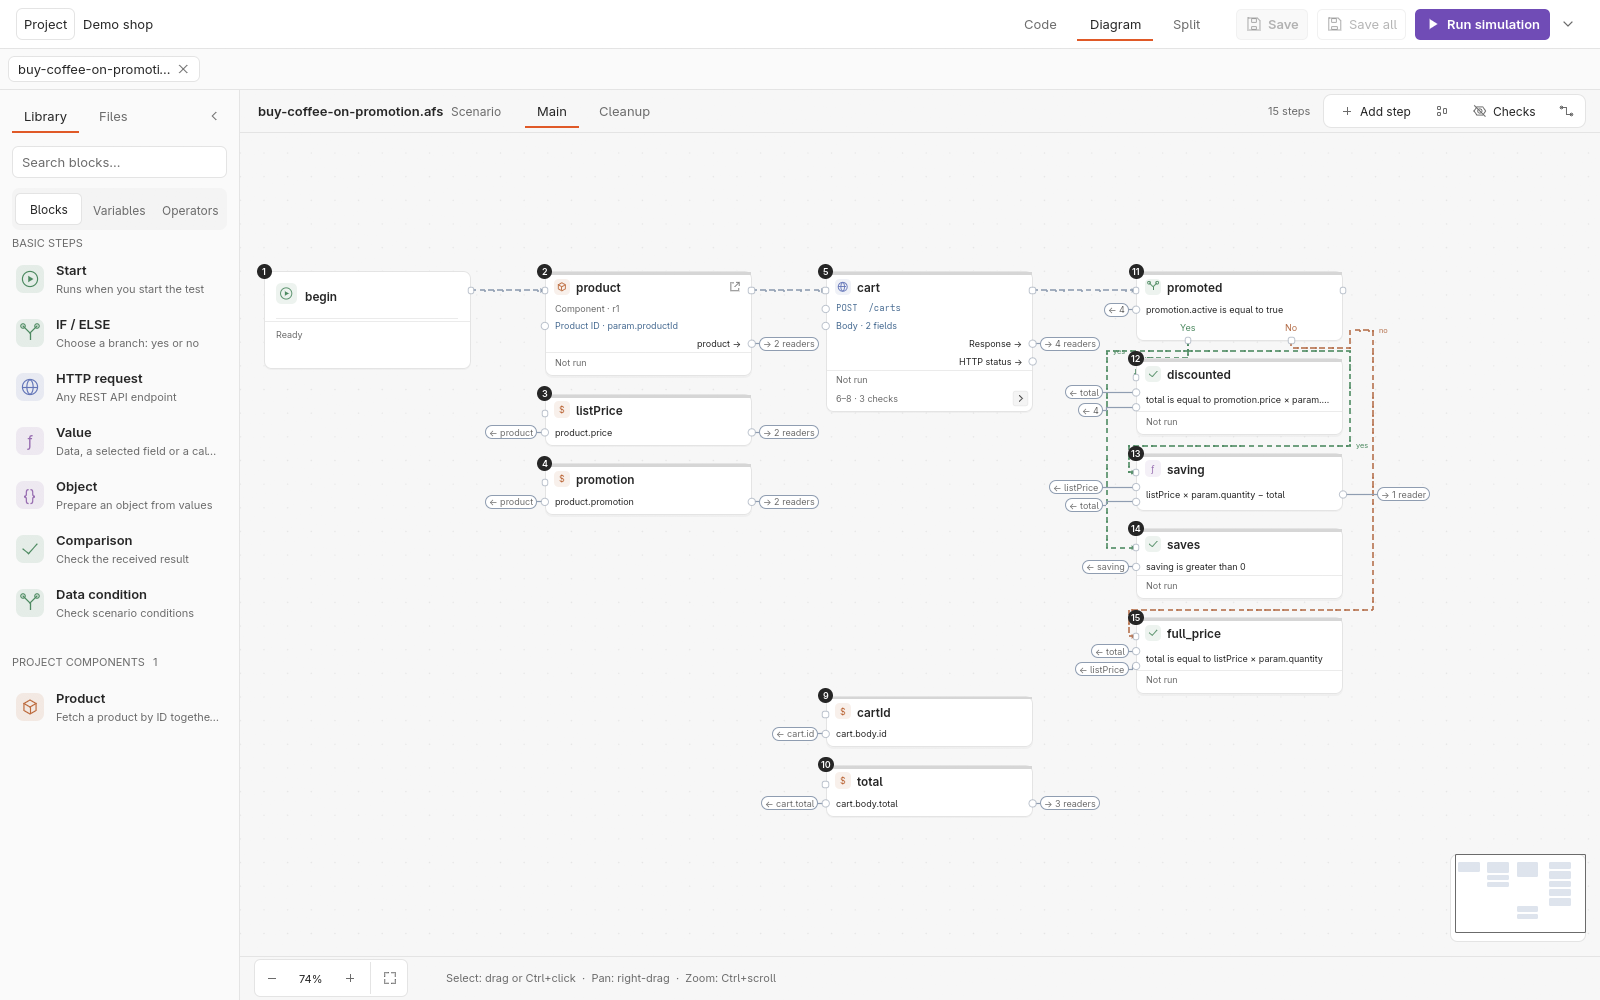 Project
Demo shop
Code
Diagram
Split
Save
Save all
Run simulation
buy-coffee-on-promoti...
Library
Files
buy-coffee-on-promotion.afs
Scenario
Main
Cleanup
15 steps
Add step
Checks
Search blocks...
Blocks
Variables
Operators
BASIC STEPS
Start
Runs when you start the test
IF / ELSE
Choose a branch: yes or no
HTTP request
Any REST API endpoint
Value
Data, a selected field or a cal...
Object
Prepare an object from values
Comparison
Check the received result
Data condition
Check scenario conditions
PROJECT COMPONENTS 1
Product
Fetch a product by ID togethe...
1
begin
Ready
2
product
Component · r1
Product ID · param.productId
product →
→ 2 readers
Not run
3
listPrice
← product
product.price
→ 2 readers
4
promotion
← product
product.promotion
→ 2 readers
5
cart
POST /carts
Body · 2 fields
Response →
→ 4 readers
HTTP status →
Not run
6–8 · 3 checks
9
cartId
← cart.id
cart.body.id
10
total
← cart.total
cart.body.total
→ 3 readers
11
promoted
← 4
promotion.active is equal to true
Yes
No
no
yes
12
discounted
← total
← 4
total is equal to promotion.price × param....
Not run
yes
13
saving
← listPrice
← total
listPrice × param.quantity − total
→ 1 reader
14
saves
← saving
saving is greater than 0
Not run
15
full_price
← total
← listPrice
total is equal to listPrice × param.quantity
Not run
74%
Select: drag or Ctrl+click · Pan: right-drag · Zoom: Ctrl+scroll